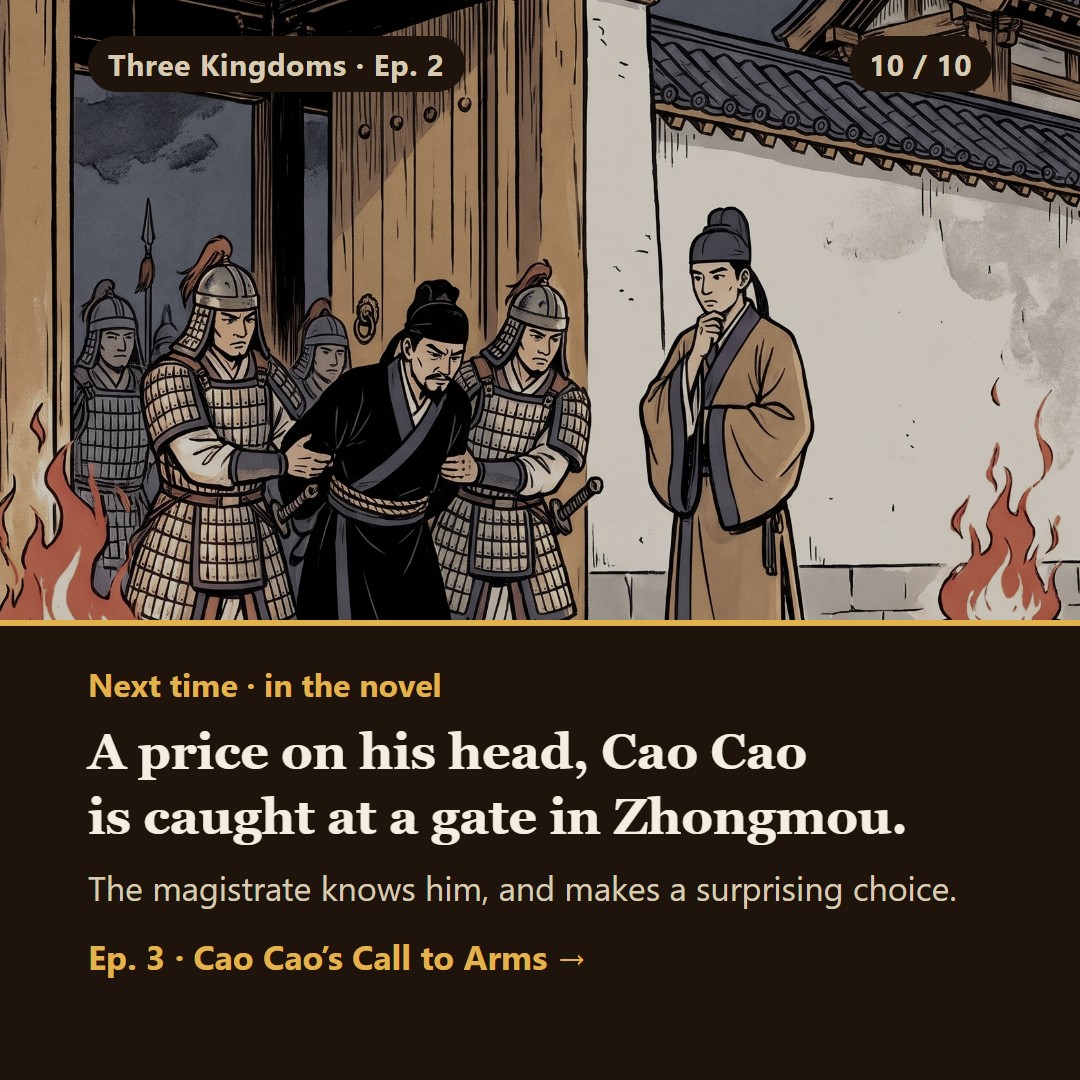 Three Kingdoms · Ep. 2
10 / 10
Next time · in the novel
A price on his head, Cao Cao
is caught at a gate in Zhongmou.
The magistrate knows him, and makes a surprising choice.
Ep. 3 · Cao Cao’s Call to Arms →